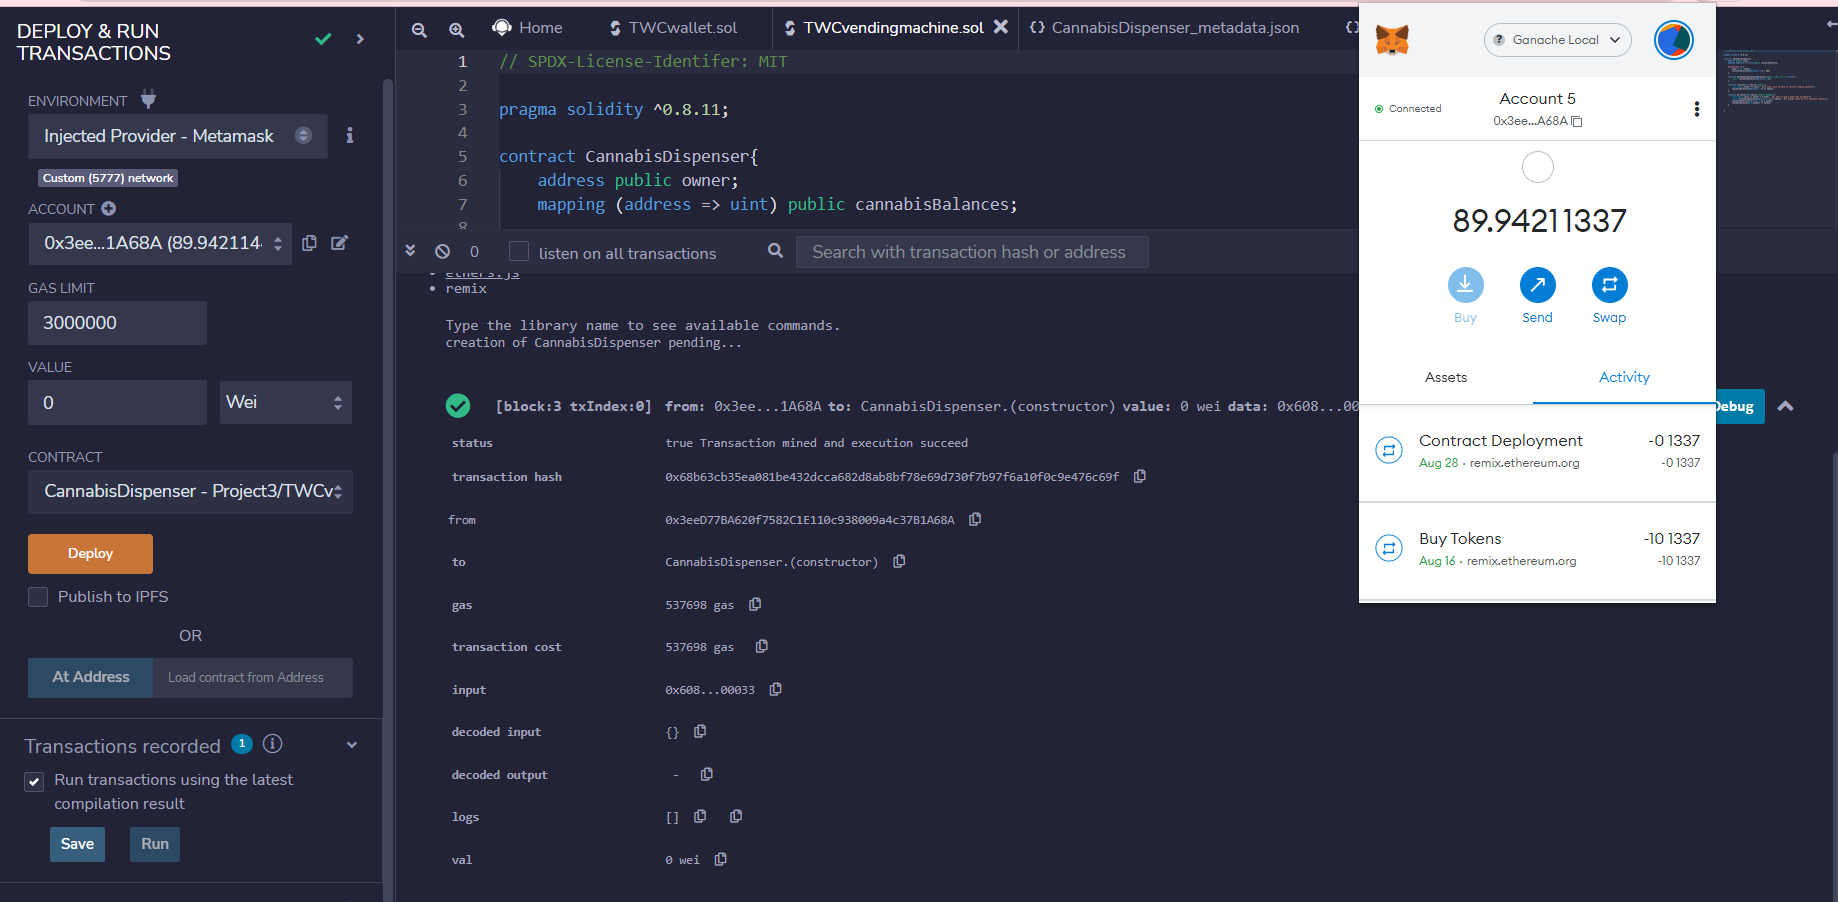 DEPLOY & RUN
TRANSACTIONS
ENVIRONMENT
Injected Provider - Metamask
Custom (5777) network
ACCOUNT
0x3ee...1A68A (89.942114
GAS LIMIT
3000000
VALUE
0
Wei
CONTRACT
CannabisDispenser - Project3/TWCv
Deploy
Publish to IPFS
OR
At Address
Load contract from Address
Transactions recorded 1
Run transactions using the latest
compilation result
Save
Run
Home
TWCwallet.sol
TWCvendingmachine.sol
{} CannabisDispenser_metadata.json
1 // SPDX-License-Identifer: MIT
2
3 pragma solidity ^0.8.11;
4
5 contract CannabisDispenser{
6 address public owner;
7 mapping (address => uint) public cannabisBalances;
8
0
listen on all transactions
Search with transaction hash or address
• ethers.js
• remix
Type the library name to see available commands.
creation of CannabisDispenser pending...
[block:3 txIndex:0] from: 0x3ee...1A68A to: CannabisDispenser.(constructor) value: 0 wei data: 0x608...00
Debug
status true Transaction mined and execution succeed
transaction hash 0x68b63cb35ea081be432dcca682d8ab8bf78e69d730f7b97f6a10f0c9e476c69f
from 0x3eeD77BA620f7582C1E110c938009a4c37B1A68A
to CannabisDispenser.(constructor)
gas 537698 gas
transaction cost 537698 gas
input 0x608...00033
decoded input {}
decoded output -
logs []
val 0 wei
Ganache Local
Connected
Account 5
0x3ee...A68A
89.94211337
Buy
Send
Swap
Assets
Activity
Contract Deployment -0 1337
Aug 28 · remix.ethereum.org -0 1337
Buy Tokens -10 1337
Aug 16 · remix.ethereum.org -10 1337